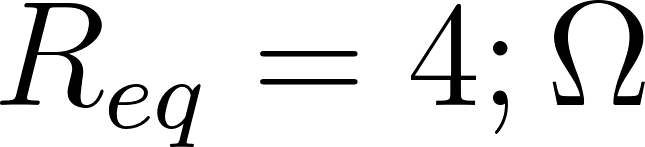 R_{eq} = 4; Ω